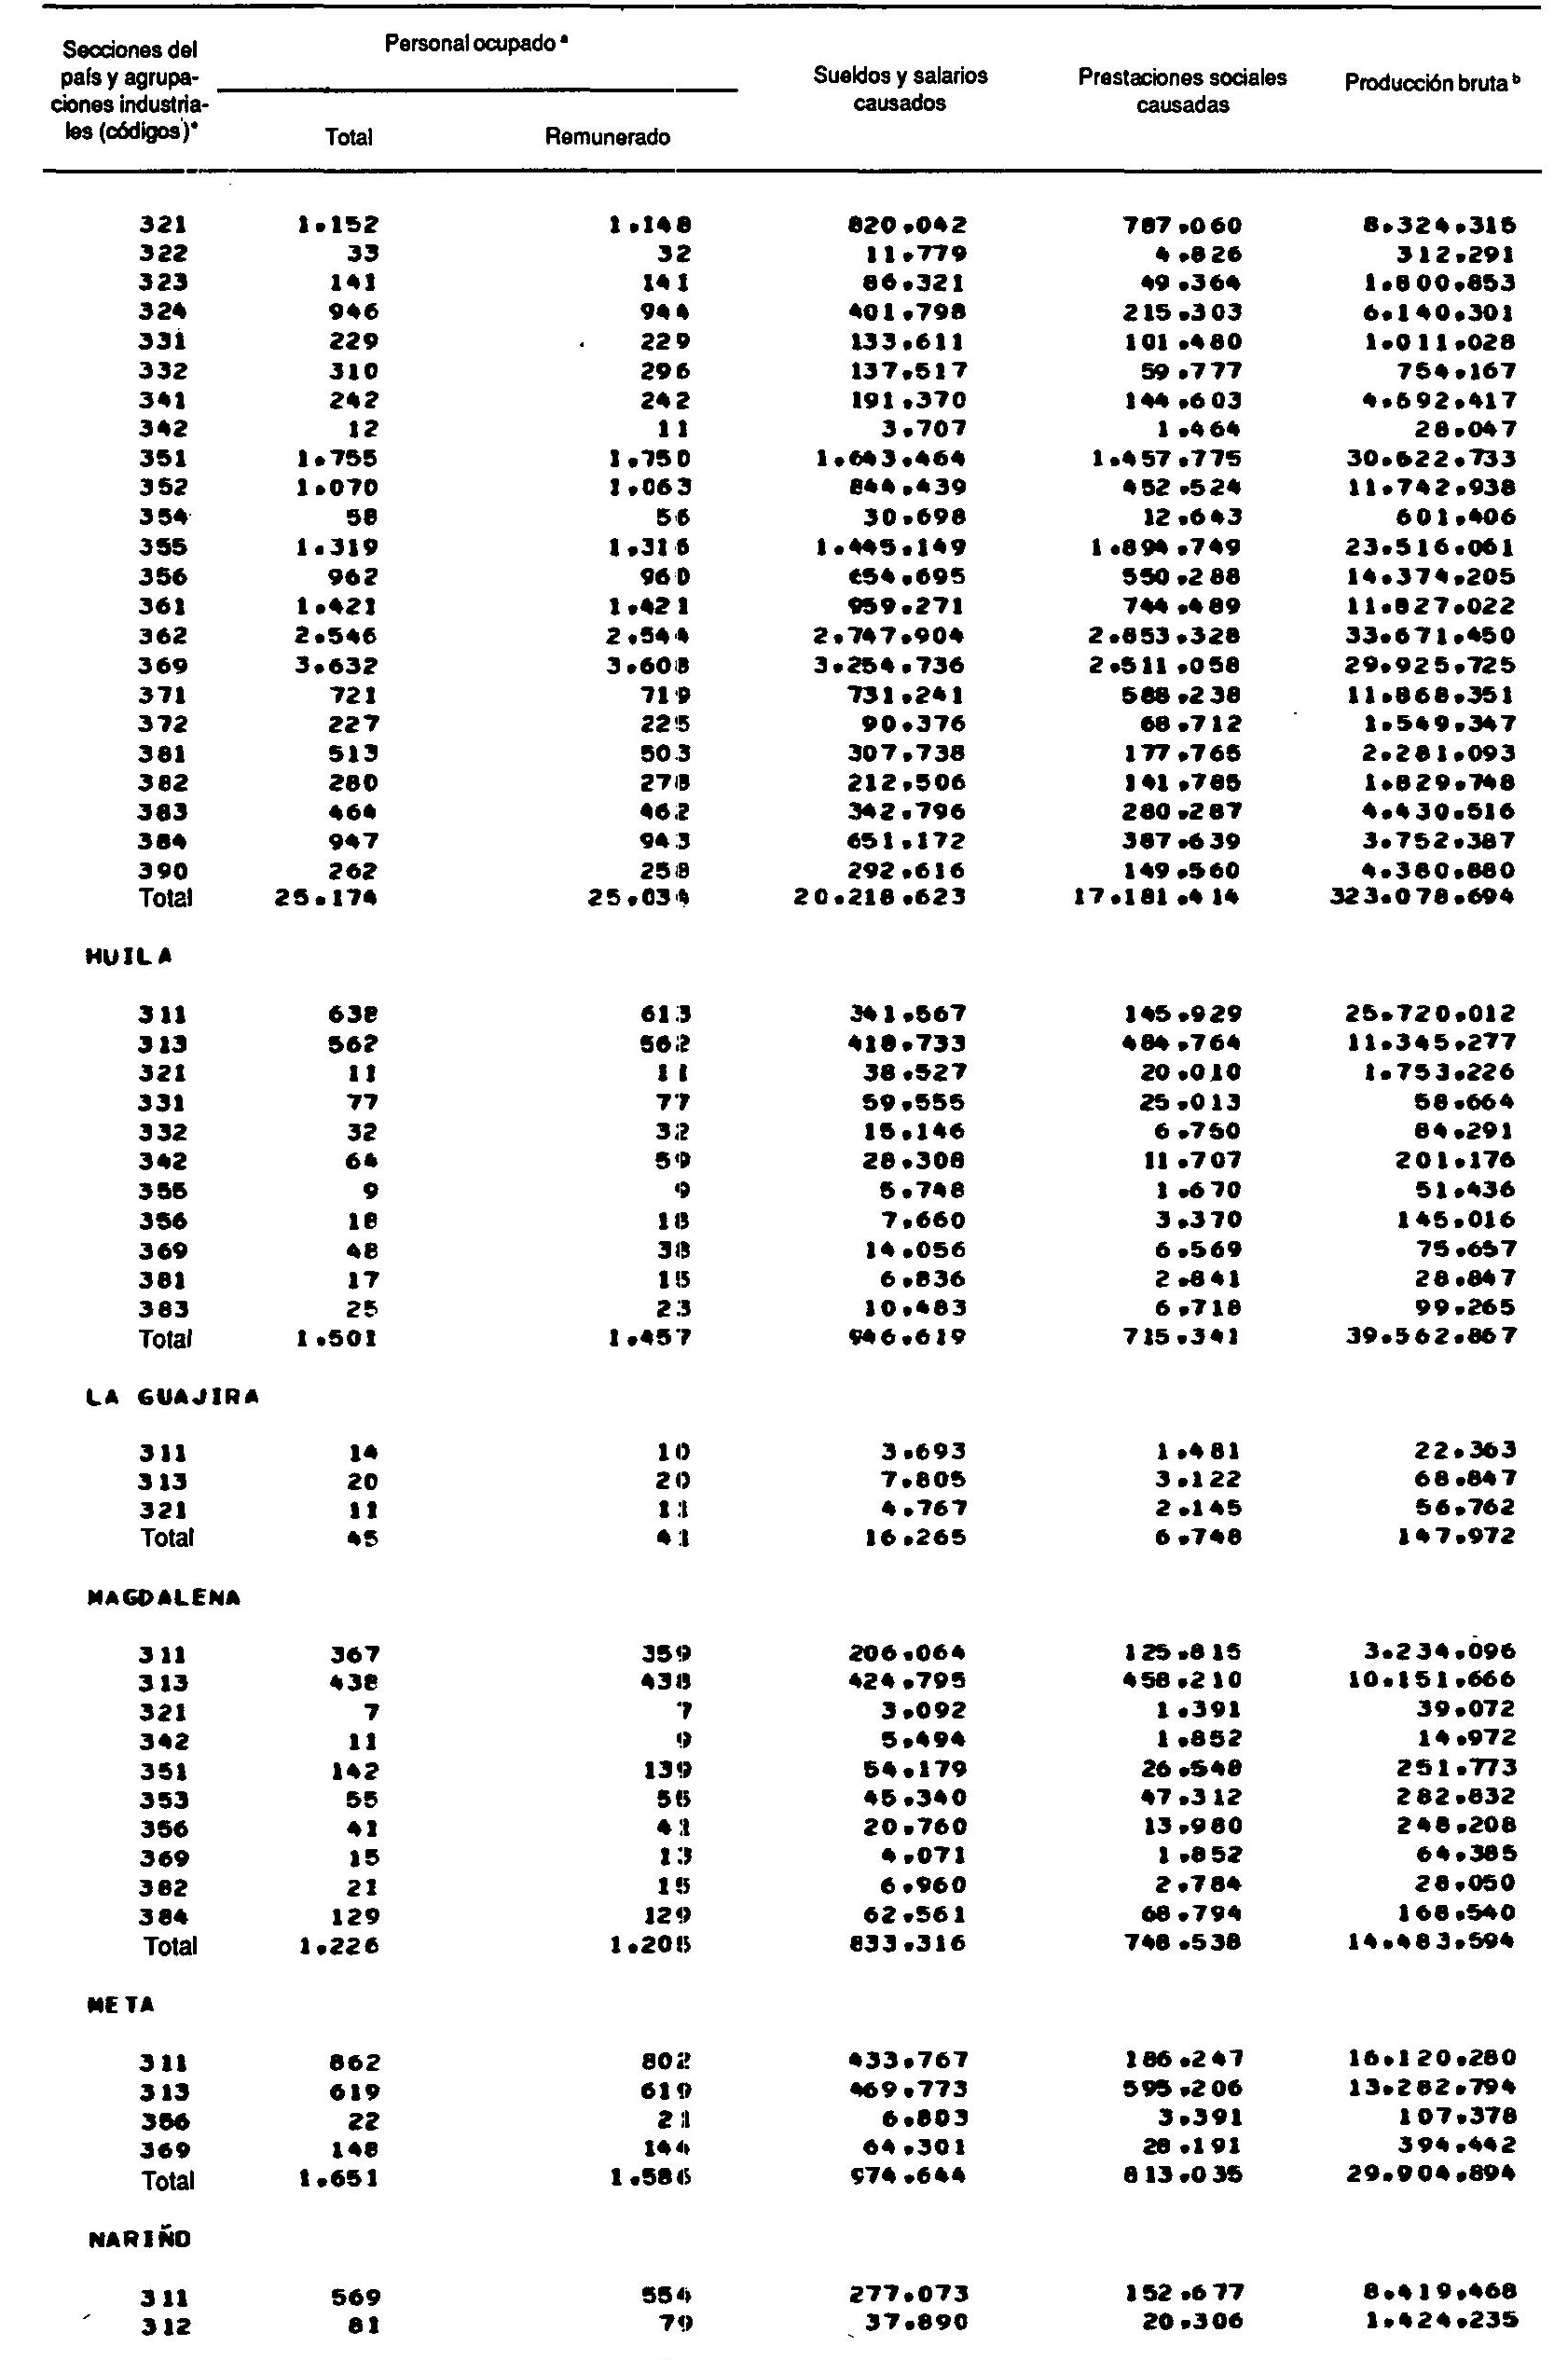 Secciones del país y agrupa-ciones industria-les (códigos)* Personal ocupado ᵃ Sueldos y salarios causados Prestaciones sociales causadas Producción bruta ᵇ
Total Remunerado
321 1.152 1.148 820.042 787.060 8.324.315
322 33 32 11.779 4.826 312.291
323 141 141 86.321 49.364 1.800.853
324 946 944 401.798 215.303 6.140.301
331 229 229 133.611 101.480 1.011.028
332 310 296 137.517 59.777 754.167
341 242 242 191.370 144.603 4.692.417
342 12 11 3.707 1.464 28.047
351 1.755 1.750 1.643.464 1.457.775 30.622.733
352 1.070 1.063 844.439 452.524 11.742.938
354 58 56 30.698 12.643 601.406
355 1.319 1.316 1.445.149 1.894.749 23.516.061
356 962 960 654.695 550.288 14.374.205
361 1.421 1.421 959.271 744.489 11.827.022
362 2.546 2.544 2.747.904 2.853.328 33.671.450
369 3.632 3.608 3.254.736 2.511.058 29.925.725
371 721 719 731.241 588.238 11.868.351
372 227 225 90.376 68.712 1.549.347
381 513 503 307.738 177.765 2.281.093
382 280 278 212.506 141.785 1.829.748
383 464 462 342.796 280.287 4.430.516
384 947 943 651.172 387.639 3.752.387
390 262 258 292.616 149.560 4.380.880
Total 25.174 25.034 20.218.623 17.181.414 323.078.694
HUILA
311 638 613 341.567 145.929 25.720.012
313 562 562 418.733 484.764 11.345.277
321 11 11 38.527 20.010 1.753.226
331 77 77 59.555 25.013 58.664
332 32 32 15.146 6.750 84.291
342 64 59 28.308 11.707 201.176
355 9 9 5.748 1.670 51.436
356 18 18 7.660 3.370 145.016
369 48 38 14.056 6.569 75.657
381 17 15 6.836 2.841 28.847
383 25 23 10.483 6.718 99.265
Total 1.501 1.457 946.619 715.341 39.562.867
LA GUAJIRA
311 14 10 3.693 1.481 22.363
313 20 20 7.805 3.122 68.847
321 11 11 4.767 2.145 56.762
Total 45 41 16.265 6.748 147.972
MAGDALENA
311 367 359 206.064 125.815 3.234.096
313 438 438 424.795 458.210 10.151.666
321 7 7 3.092 1.391 39.072
342 11 9 5.494 1.852 14.972
351 142 139 54.179 26.548 251.773
353 55 55 45.340 47.312 282.832
356 41 41 20.760 13.980 248.208
369 15 13 4.071 1.852 64.385
382 21 15 6.960 2.784 28.050
384 129 129 62.561 68.794 168.540
Total 1.226 1.205 833.316 748.538 14.483.594
META
311 862 802 433.767 186.247 16.120.280
313 619 619 469.773 595.206 13.282.794
356 22 21 6.803 3.391 107.378
369 148 144 64.301 28.191 394.442
Total 1.651 1.586 974.644 813.035 29.904.894
NARIÑO
311 569 554 277.073 152.677 8.419.468
312 81 79 37.890 20.306 1.424.235